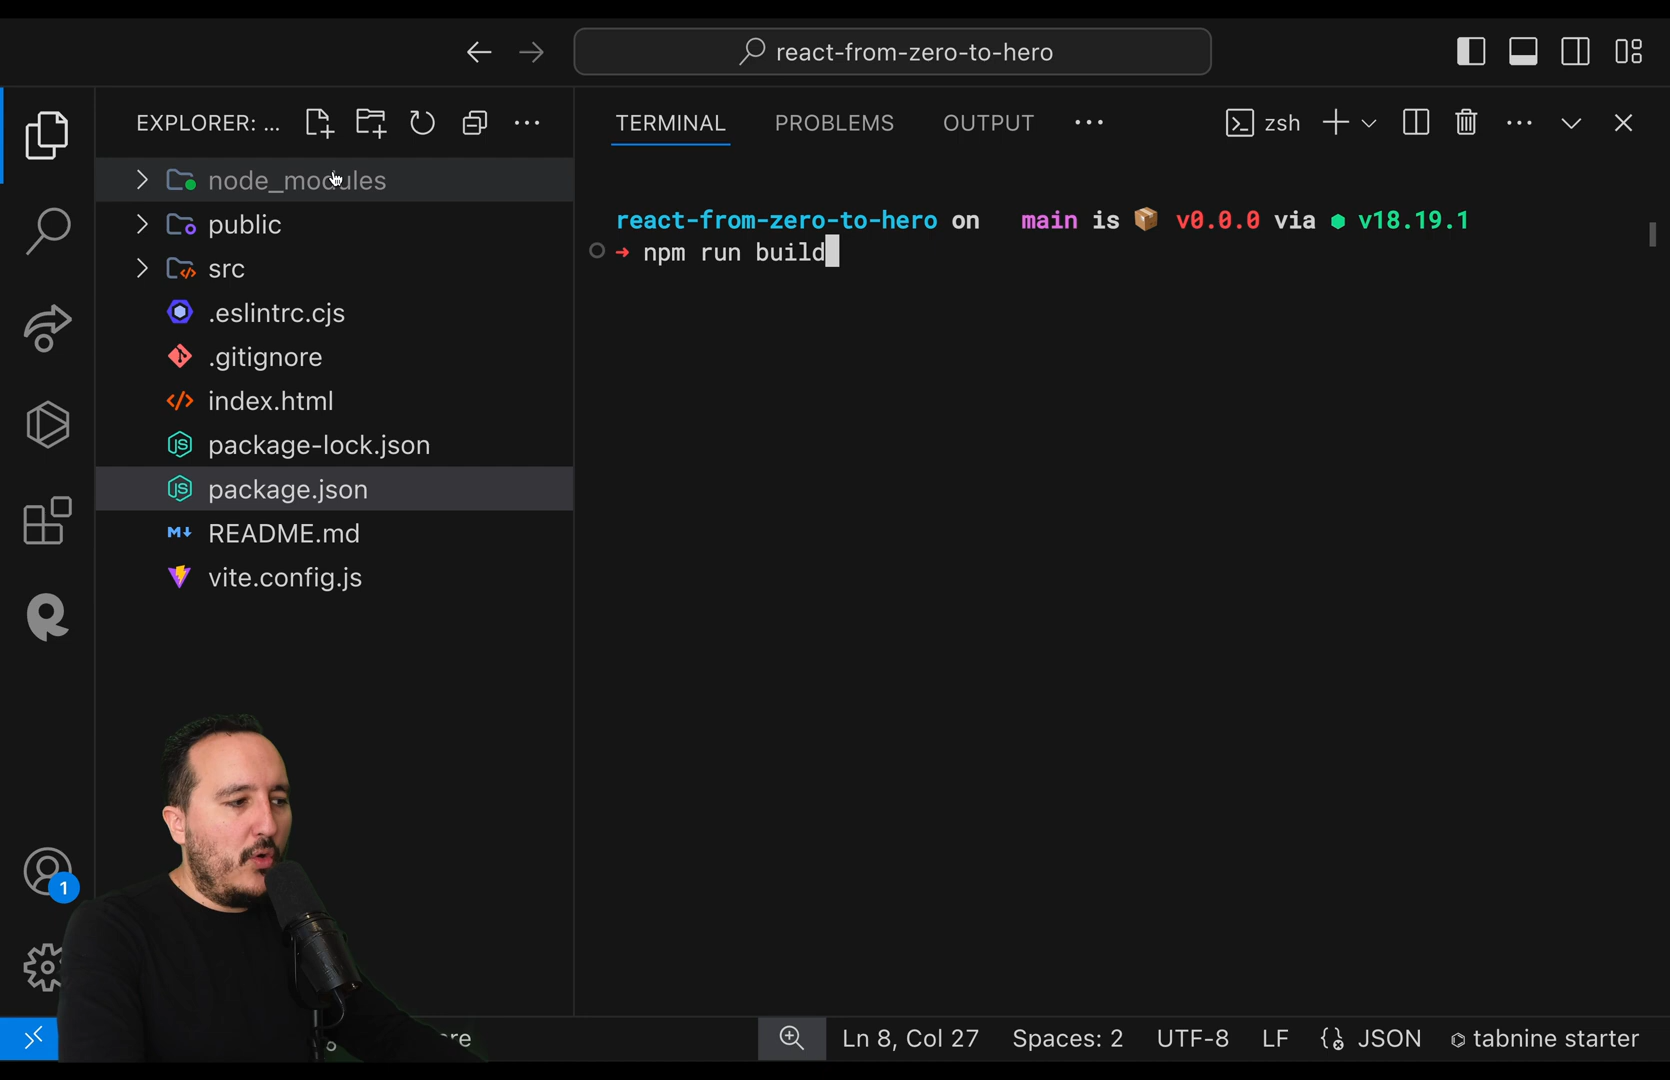 react-from-zero-to-hero
EXPLORER: ...
TERMINAL
PROBLEMS
OUTPUT
zsh
node_modules
public
src
.eslintrc.cjs
.gitignore
index.html
package-lock.json
package.json
README.md
vite.config.js
react-from-zero-to-hero on main is 📦 v0.0.0 via ⬢ v18.19.1
→ npm run build
1
re
Ln 8, Col 27
Spaces: 2
UTF-8
LF
JSON
tabnine starter